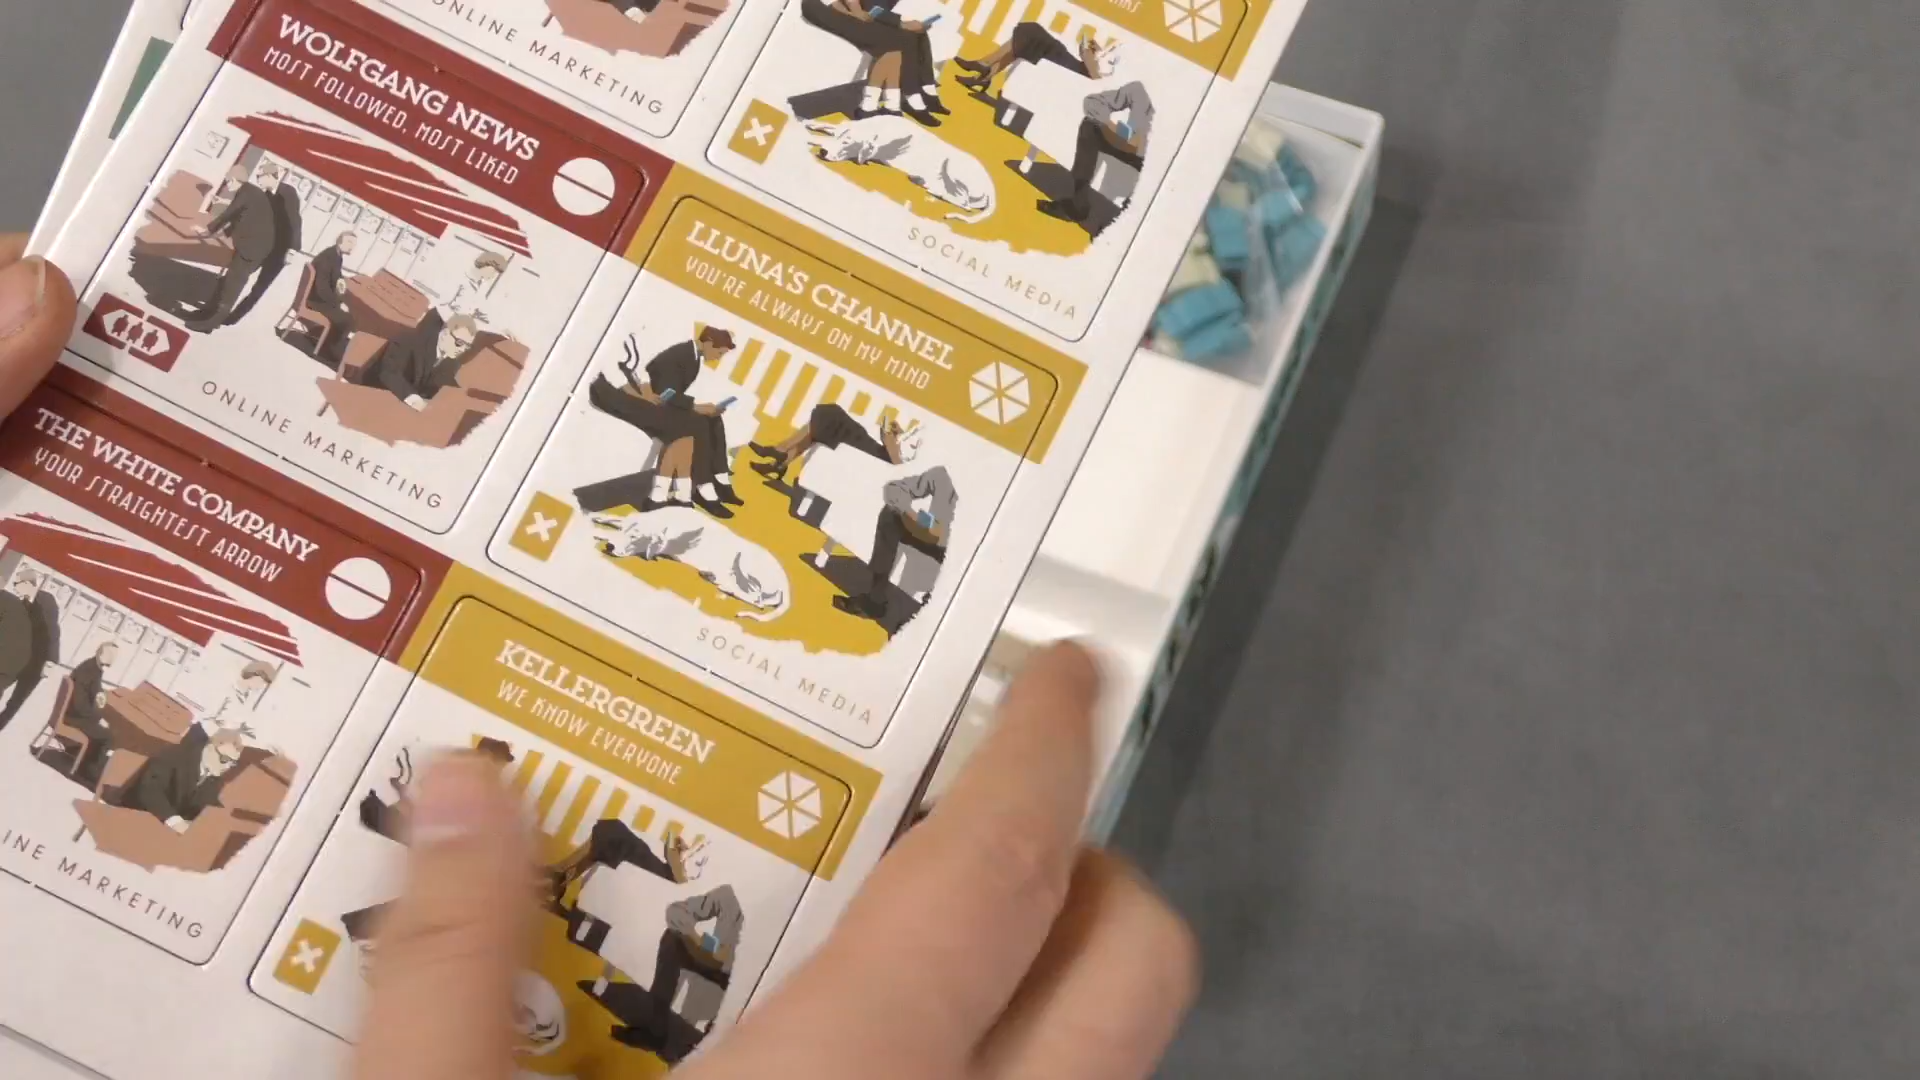 ONLINE MARKETING
WOLFGANG NEWS
MOST FOLLOWED, MOST LIKED
ONLINE MARKETING
SOCIAL MEDIA
LLUNA'S CHANNEL
YOU'RE ALWAYS ON MY MIND
SOCIAL MEDIA
THE WHITE COMPANY
YOUR STRAIGHTEST ARROW
INE MARKETING
KELLERGREEN
WE KNOW EVERYONE